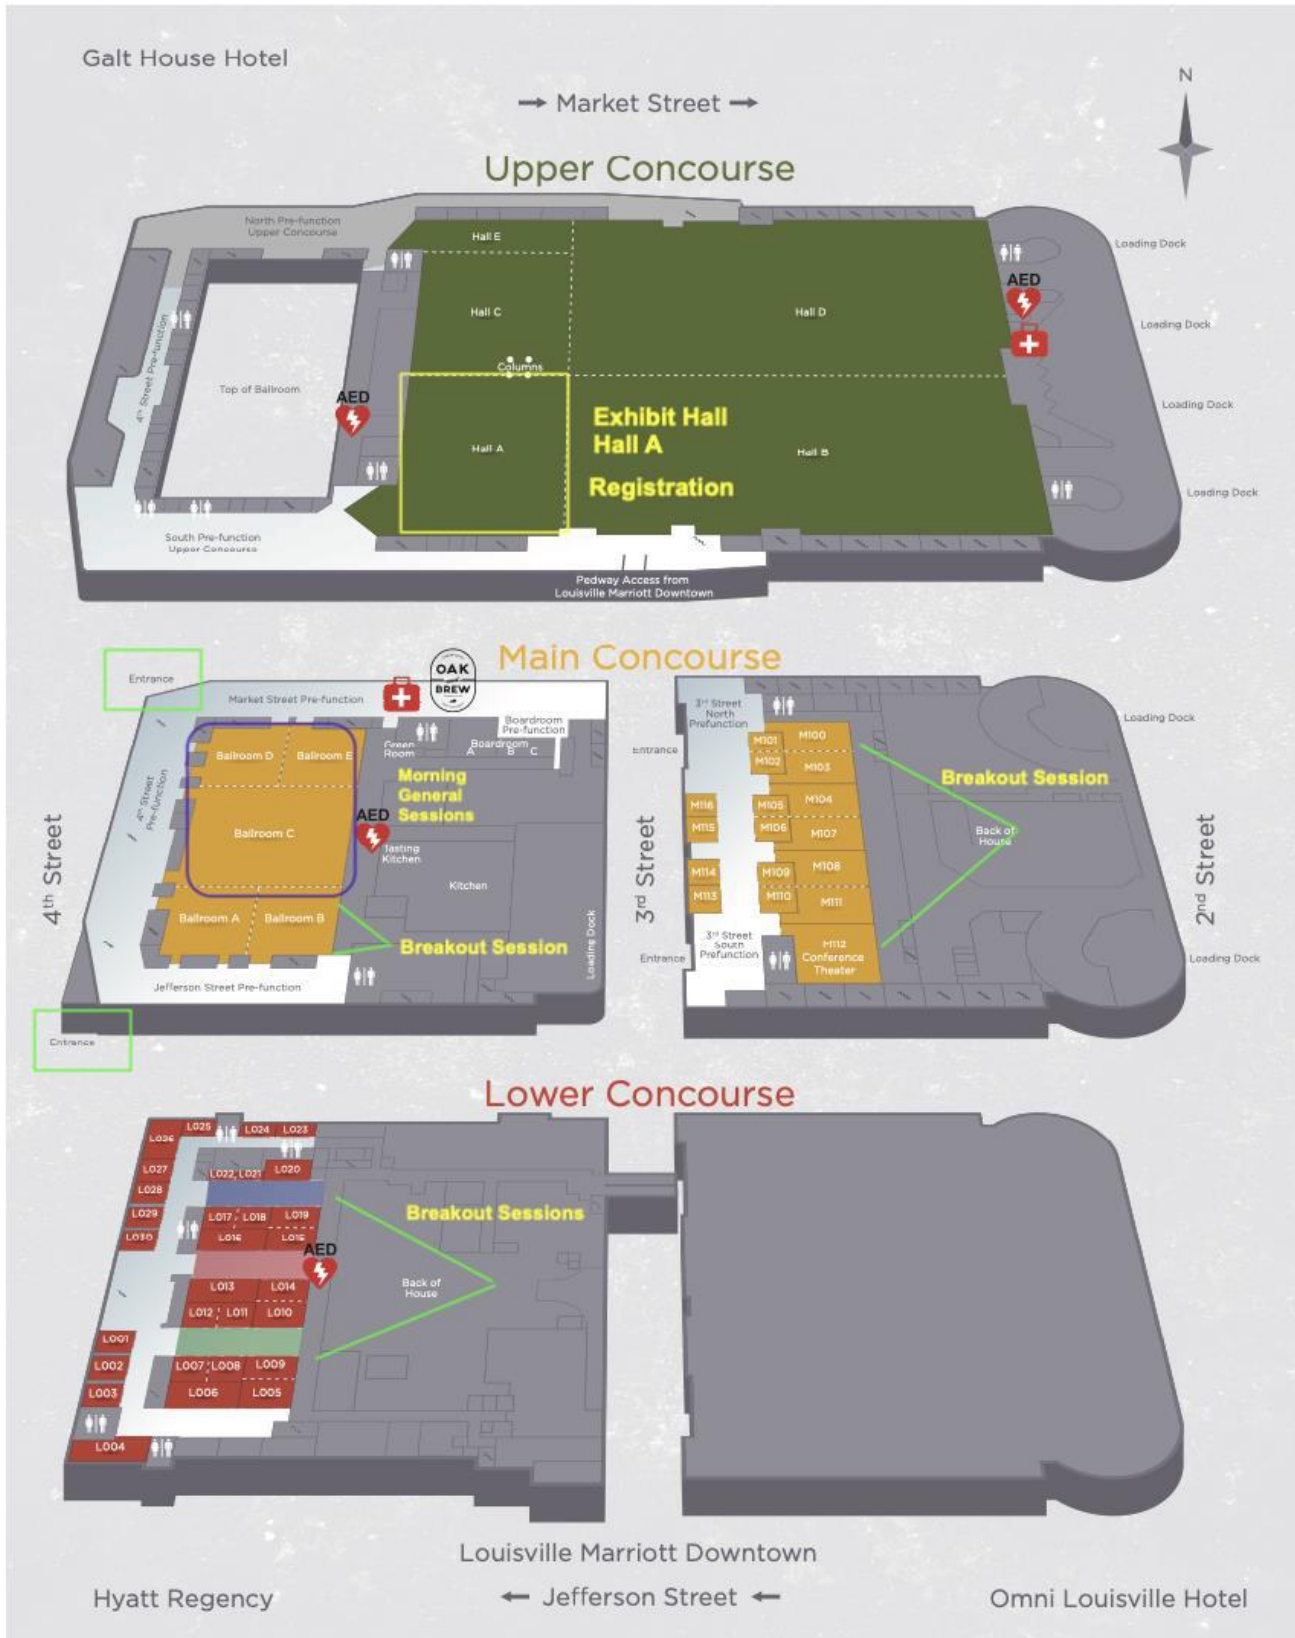 Galt House Hotel
Market Street
N
Upper Concourse
North Pre-function
Upper Concourse
Hall E
Loading Dock
AED
Hall C
Hall D
Loading Dock
4th Street Pre-function
Columns
Top of Ballroom
AED
Exhibit Hall
Hall A
Loading Dock
Hall A
Hall B
Registration
Loading Dock
South Pre-function
Upper Concourse
Pedway Access from
Louisville Marriott Downtown
Main Concourse
Entrance
Market Street Pre-function
OAK
and
BREW
Boardroom
Pre-function
Green
Room
Boardroom
A B C
Ballroom D
Ballroom E
Morning
General
Sessions
4th Street
Pre-function
Ballroom C
AED
Tasting
Kitchen
Kitchen
4th Street
Ballroom A
Ballroom B
Breakout Session
Loading Dock
Jefferson Street Pre-function
Entrance
3rd Street
North
Prefunction
Loading Dock
Entrance
M101
M100
M102
M103
Breakout Session
M116
M105
M104
M115
M106
M107
Back of
House
3rd Street
2nd Street
M114
M109
M108
M113
M110
M111
3rd Street
South
Prefunction
M112
Conference
Theater
Entrance
Loading Dock
Lower Concourse
L026
L025
L024
L023
L027
L022
L021
L020
L028
L029
L017
L018
L019
Breakout Sessions
L030
L016
L015
AED
L013
L014
Back of
House
L012
L011
L010
L001
L002
L007
L008
L009
L003
L006
L005
L004
Louisville Marriott Downtown
Hyatt Regency
Jefferson Street
Omni Louisville Hotel